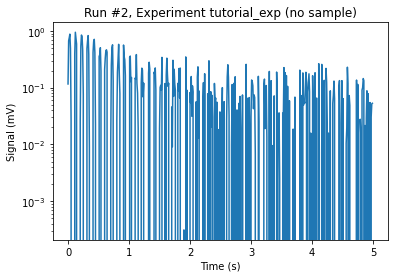 Run #2, Experiment tutorial_exp (no sample)
Signal (mV)
10⁰
10⁻¹
10⁻²
10⁻³
0 1 2 3 4 5
Time (s)